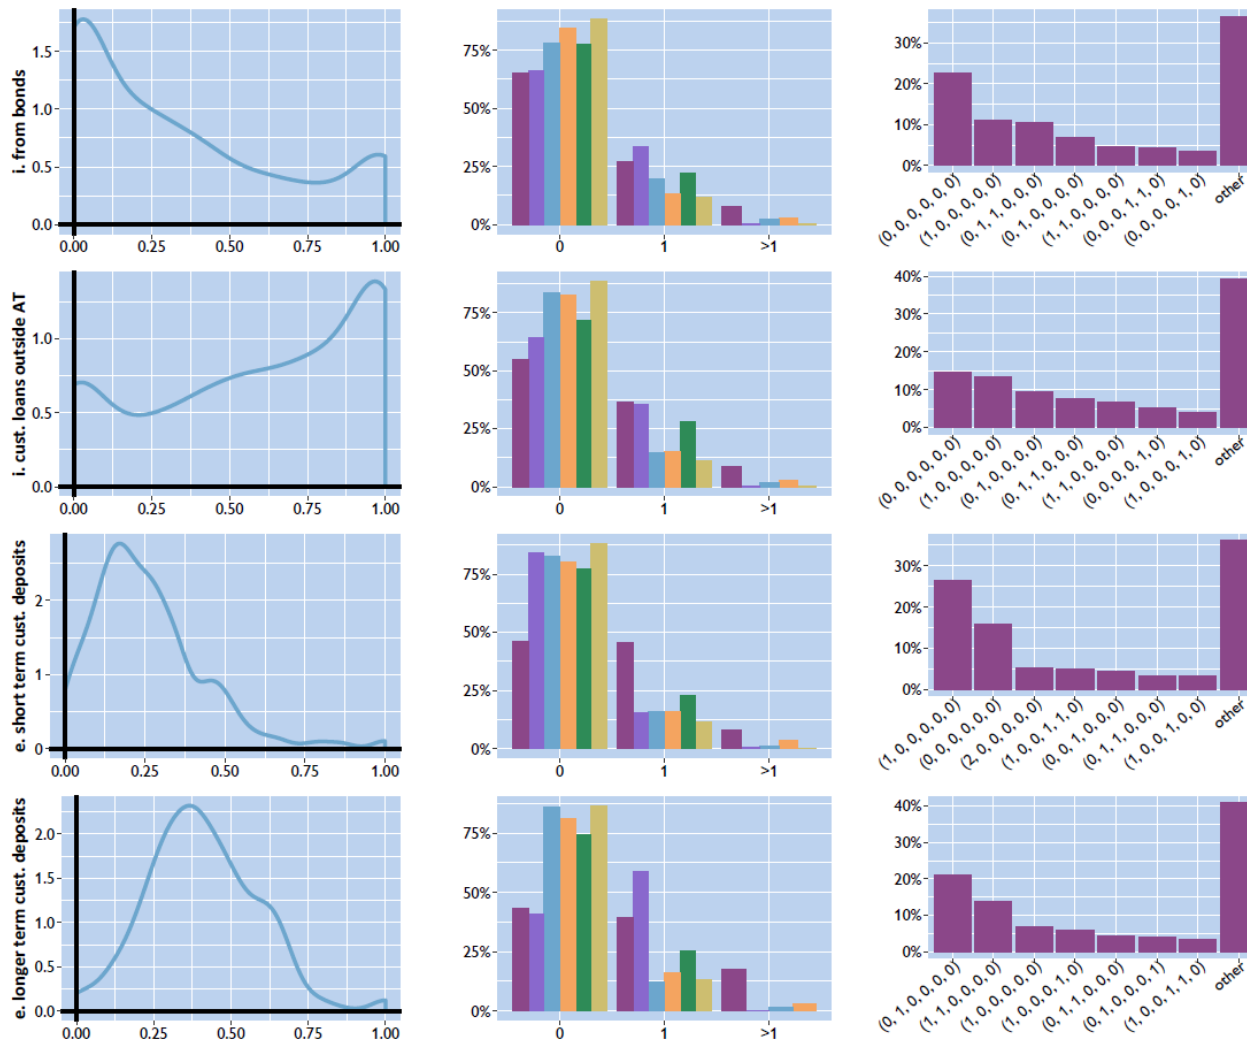 i. from bonds
1.5
1.0
0.5
0.0
0.00 0.25 0.50 0.75 1.00
75%
50%
25%
0%
0 1 >1
30%
20%
10%
0%
(0, 0, 0, 0, 0, 0)
(1, 0, 0, 0, 0, 0)
(0, 1, 1, 0, 0, 0)
(0, 1, 0, 0, 0, 0)
(1, 1, 0, 0, 0, 0)
(0, 0, 0, 1, 1, 0)
(0, 0, 0, 0, 1, 0)
other
i. cust. loans outside AT
1.0
0.5
0.0
0.00 0.25 0.50 0.75 1.00
75%
50%
25%
0%
0 1 >1
40%
30%
20%
10%
0%
(0, 0, 0, 0, 0, 0)
(1, 0, 0, 0, 0, 0)
(0, 1, 0, 0, 0, 0)
(0, 1, 1, 0, 0, 0)
(1, 1, 0, 0, 0, 0)
(0, 0, 0, 0, 1, 0)
(1, 0, 0, 0, 1, 0)
other
e. short term cust. deposits
2
1
0
0.00 0.25 0.50 0.75 1.00
75%
50%
25%
0%
0 1 >1
30%
20%
10%
0%
(1, 0, 0, 0, 0, 0)
(0, 0, 0, 0, 0, 0)
(2, 0, 0, 0, 0, 0)
(1, 0, 0, 1, 1, 0)
(0, 0, 1, 0, 0, 0)
(0, 1, 1, 0, 0, 0)
(1, 0, 0, 1, 0, 0)
other
e. longer term cust. deposits
2.0
1.5
1.0
0.5
0.0
0.00 0.25 0.50 0.75 1.00
75%
50%
25%
0%
0 1 >1
40%
30%
20%
10%
0%
(0, 1, 0, 0, 0, 0)
(1, 1, 0, 0, 0, 0)
(1, 0, 0, 0, 0, 0)
(1, 0, 0, 0, 1, 0)
(0, 1, 1, 0, 0, 0)
(0, 1, 0, 0, 0, 1)
(1, 0, 0, 1, 1, 0)
other